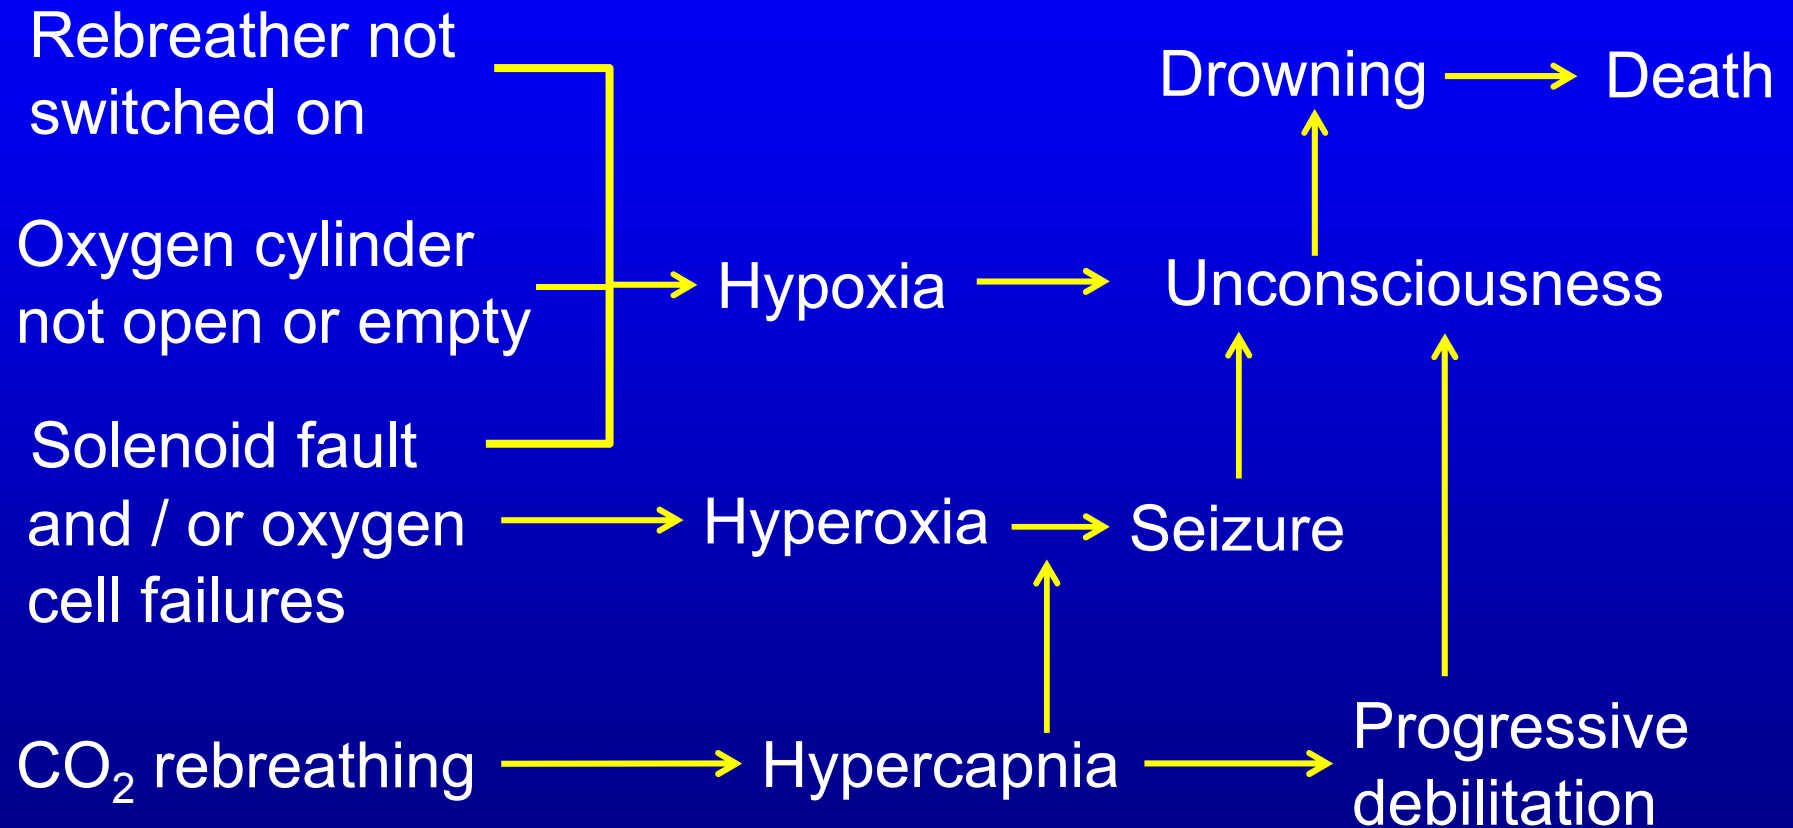 Rebreather not
switched on
Drowning
Death
Oxygen cylinder
not open or empty
Hypoxia
Unconsciousness
Solenoid fault
and / or oxygen
cell failures
Hyperoxia
Seizure
CO₂ rebreathing
Hypercapnia
Progressive
debilitation